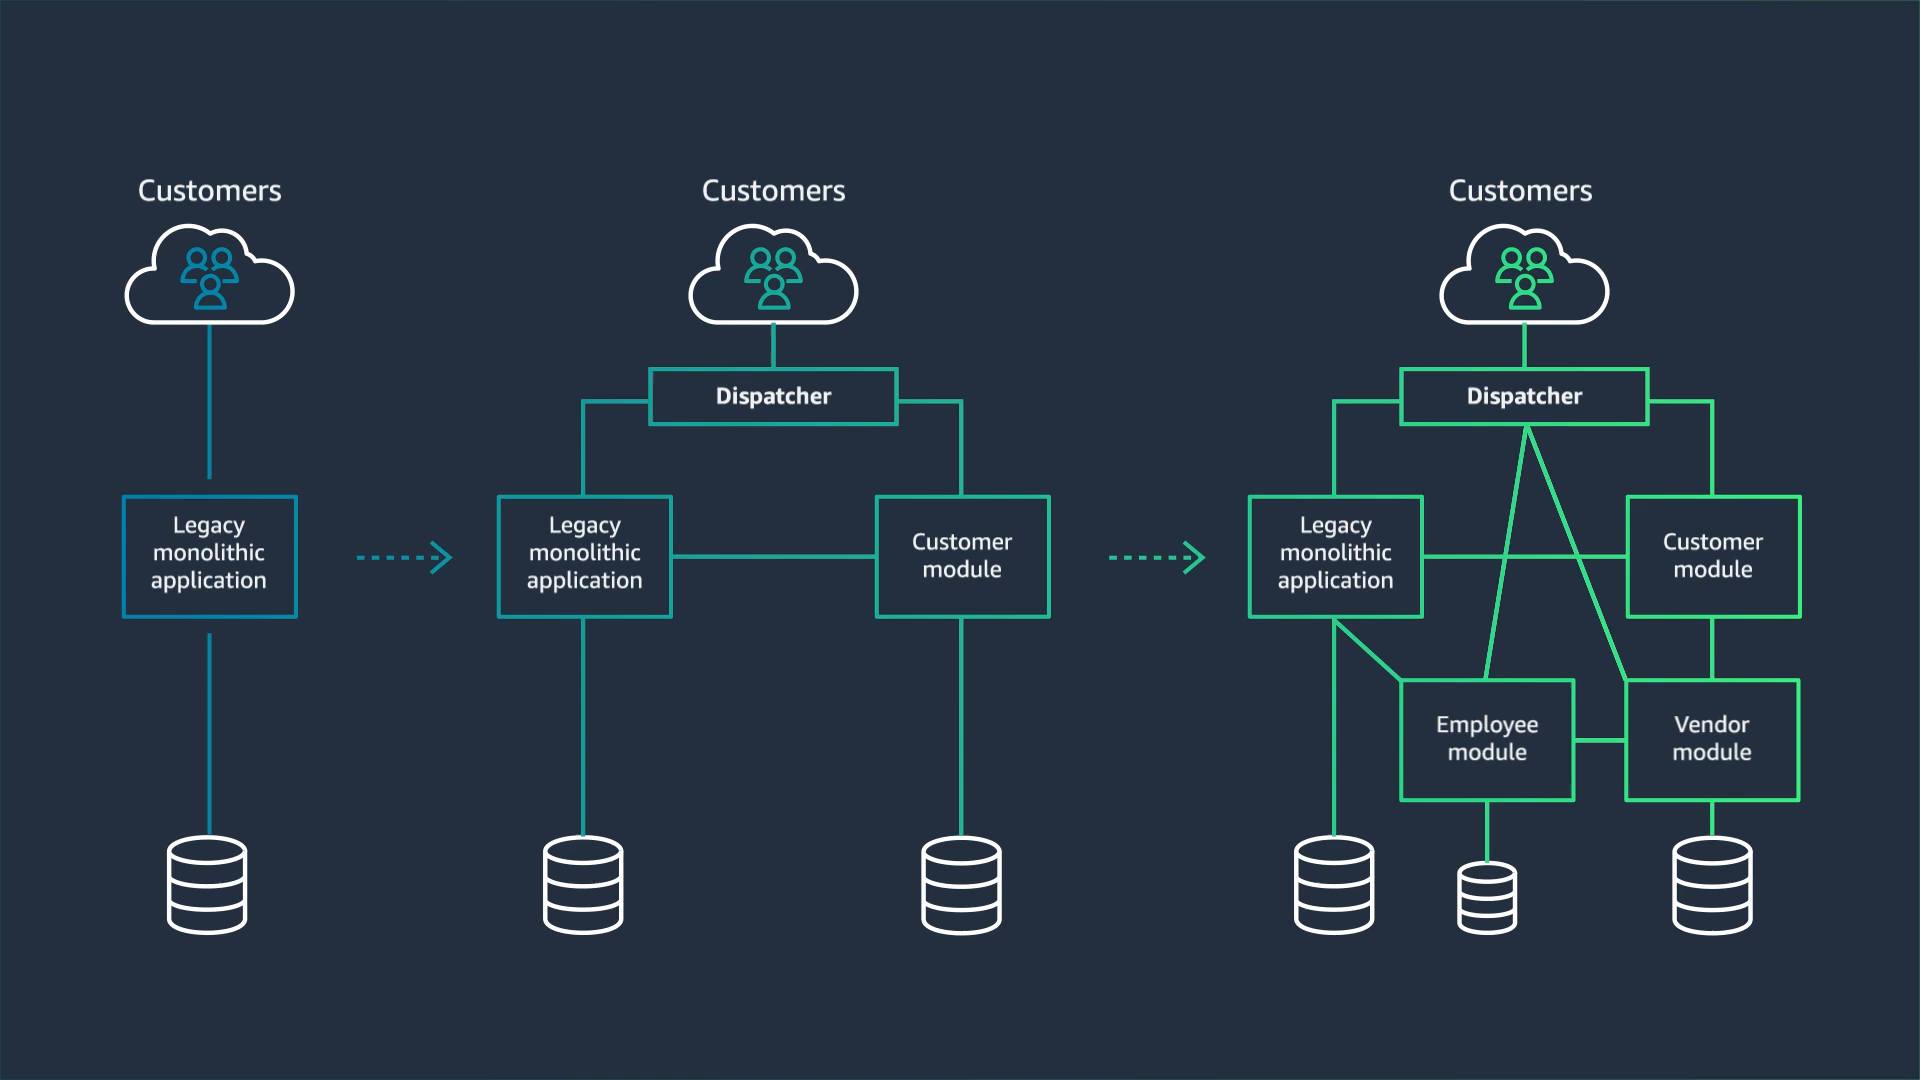 Customers
Legacy
monolithic
application
Customers
Dispatcher
Legacy
monolithic
application
Customer
module
Customers
Dispatcher
Legacy
monolithic
application
Customer
module
Employee
module
Vendor
module